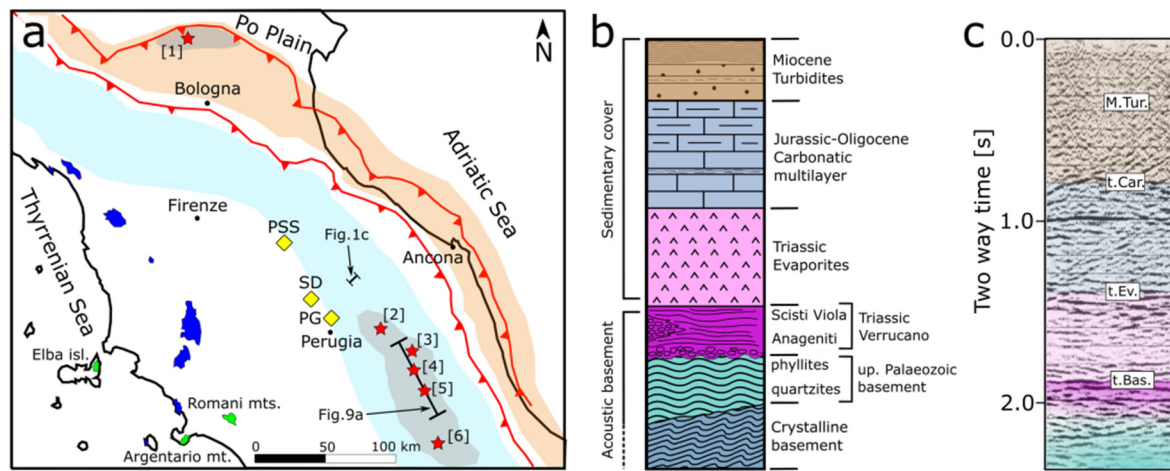 a
Po Plain
N
[1]
Bologna
Adriatic Sea
Thyrrenian Sea
Firenze
PSS
Fig.1c
Ancona
SD
PG
[2]
Perugia
[3]
[4]
[5]
Elba isl.
Romani mts.
Fig.9a
[6]
Argentario mt.
0 50 100 km
b
Sedimentary cover
Acoustic basement
Miocene
Turbidites
Jurassic-Oligocene
Carbonatic
multilayer
Triassic
Evaporites
Scisti Viola
Anageniti
Triassic
Verrucano
phyllites
quartzites
up. Palaeozoic
basement
Crystalline
basement
c
Two way time [s]
0.0
M.Tur.
t.Car.
1.0
t.Ev.
t.Bas.
2.0